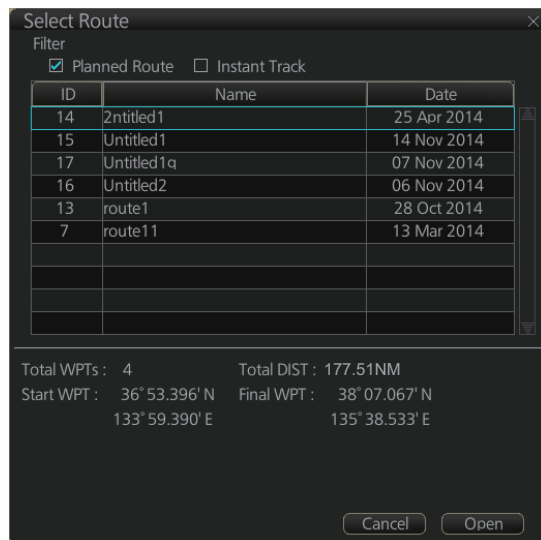 Select Route
Filter
Planned Route Instant Track
ID Name Date
14 2ntitled1 25 Apr 2014
15 Untitled1 14 Nov 2014
17 Untitled1q 07 Nov 2014
16 Untitled2 06 Nov 2014
13 route1 28 Oct 2014
7 route11 13 Mar 2014
Total WPTs : 4 Total DIST : 177.51NM
Start WPT : 36°53.396' N Final WPT : 38°07.067' N
133°59.390' E 135°38.533' E
Cancel Open